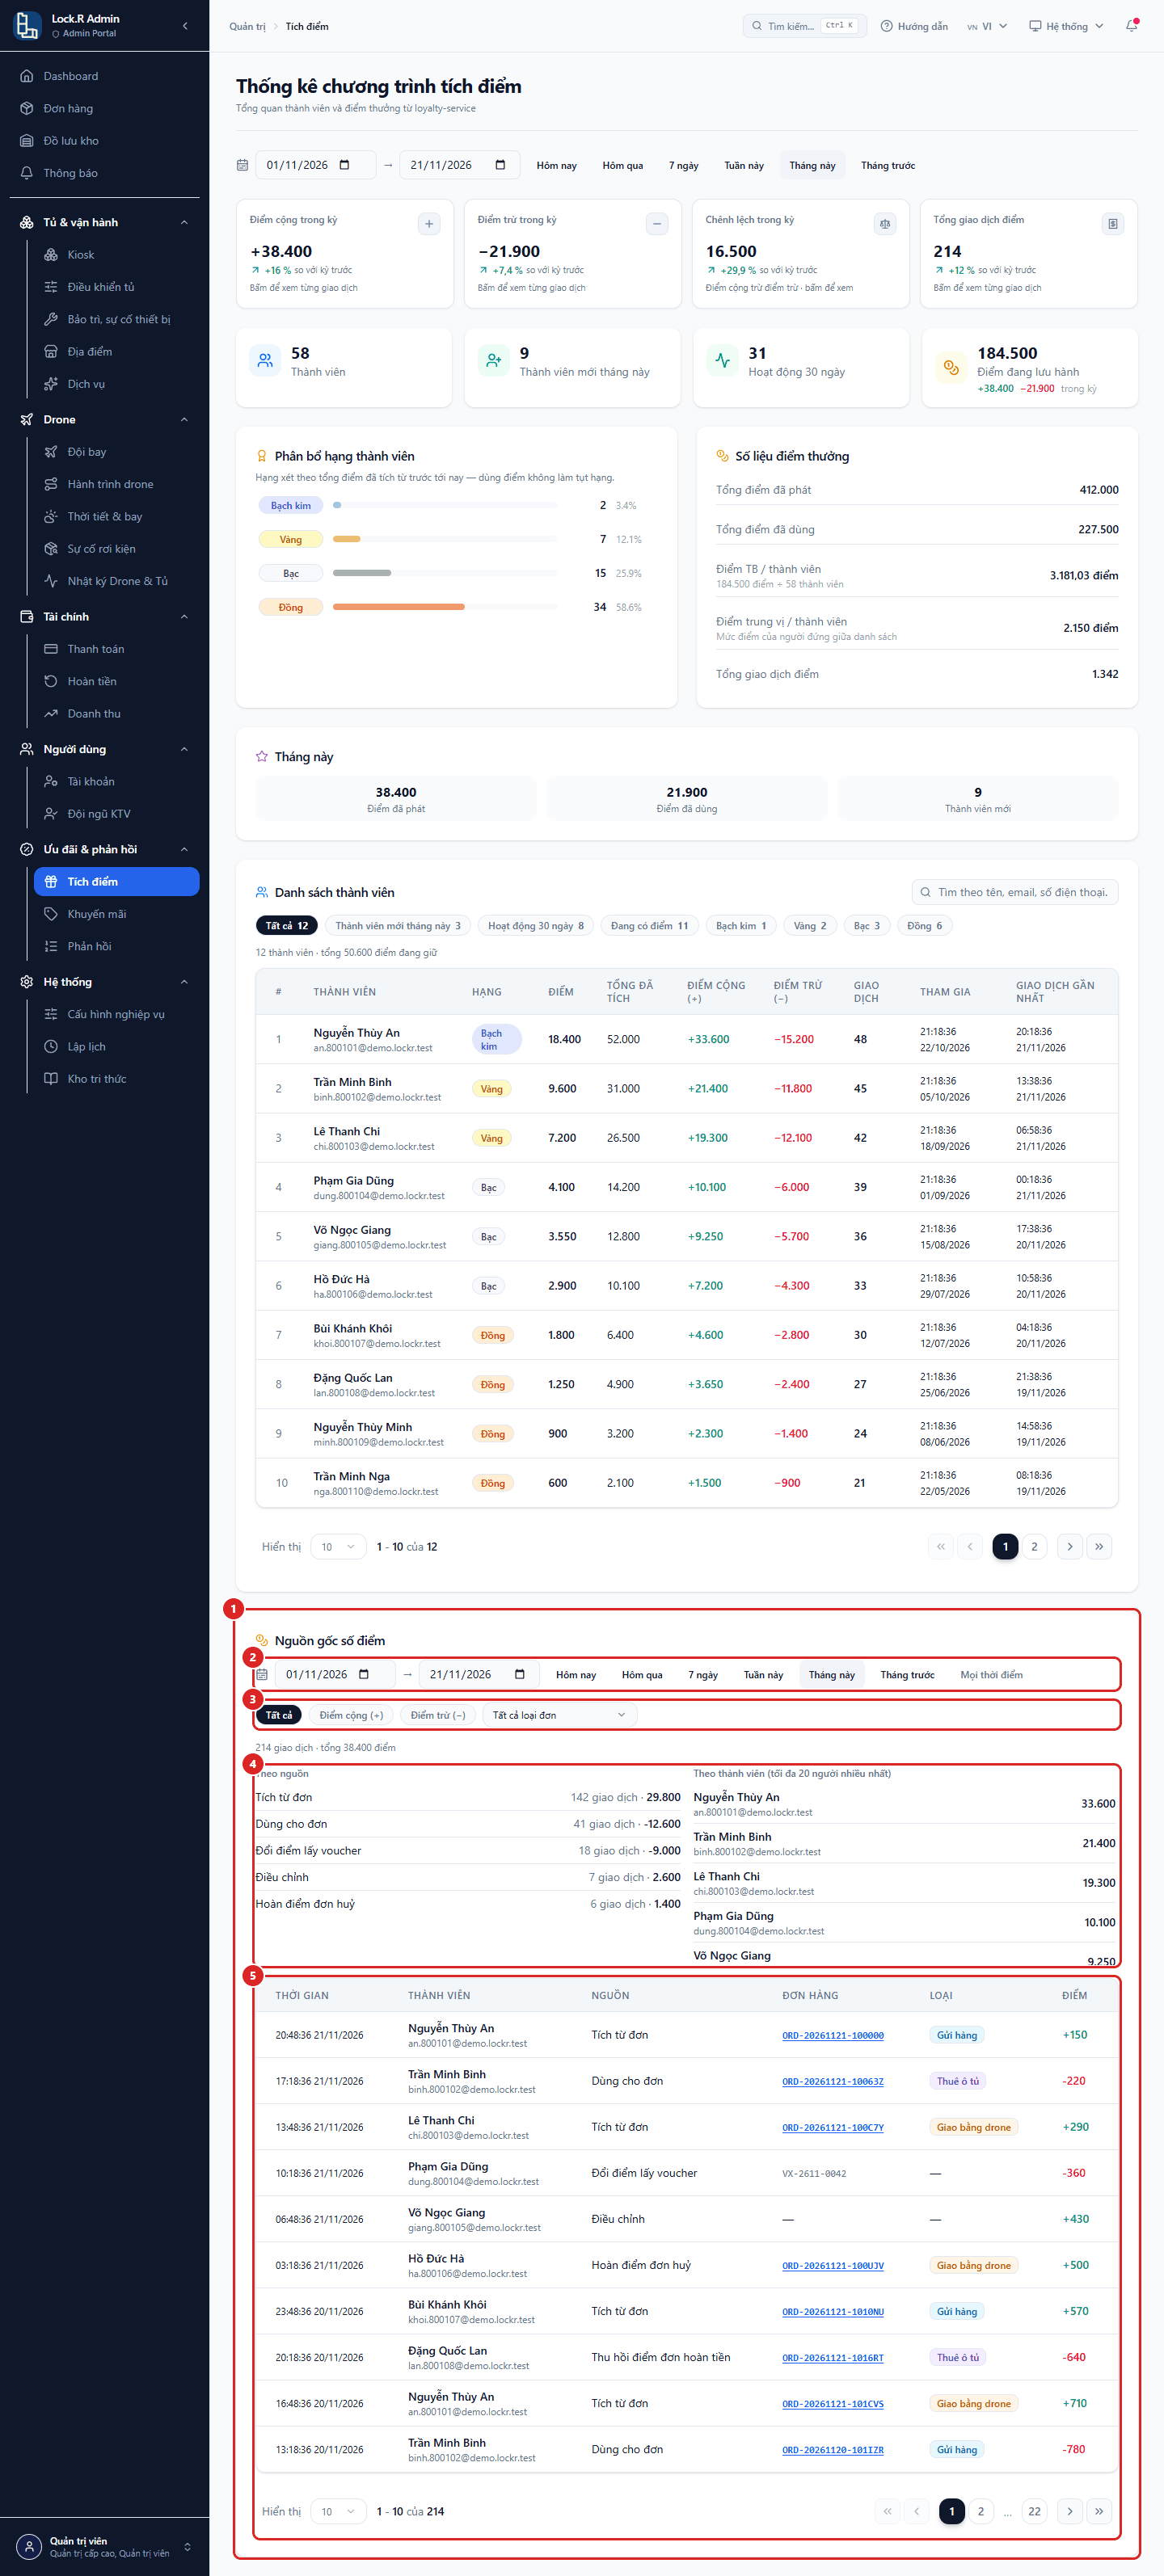 Lock.R Admin
Admin Portal
Dashboard
Đơn hàng
Đồ lưu kho
Thông báo
Tủ & vận hành
Kiosk
Điều khiển tủ
Bảo trì, sự cố thiết bị
Địa điểm
Dịch vụ
Drone
Đội bay
Hành trình drone
Thời tiết & bay
Sự cố rơi kiện
Nhật ký Drone & Tủ
Tài chính
Thanh toán
Hoàn tiền
Doanh thu
Người dùng
Tài khoản
Đội ngũ KTV
Ưu đãi & phản hồi
Tích điểm
Khuyến mãi
Phản hồi
Hệ thống
Cấu hình nghiệp vụ
Lập lịch
Kho tri thức
Quản trị viên
Quản trị cấp cao, Quản trị viên
Quản trị > Tích điểm
Tìm kiếm... Ctrl K
Hướng dẫn
VN VI
Hệ thống
Thống kê chương trình tích điểm
Tổng quan thành viên và điểm thưởng từ loyalty-service
01/11/2026 → 21/11/2026 Hôm nay Hôm qua 7 ngày Tuần này Tháng này Tháng trước
Điểm cộng trong kỳ
+38.400
+16 % so với kỳ trước
Bấm để xem từng giao dịch
Điểm trừ trong kỳ
−21.900
+7,4 % so với kỳ trước
Bấm để xem từng giao dịch
Chênh lệch trong kỳ
16.500
+29,9 % so với kỳ trước
Điểm cộng trừ điểm trừ · bấm để xem
Tổng giao dịch điểm
214
+12 % so với kỳ trước
Bấm để xem từng giao dịch
58
Thành viên
9
Thành viên mới tháng này
31
Hoạt động 30 ngày
184.500
Điểm đang lưu hành
+38.400 −21.900 trong kỳ
Phân bổ hạng thành viên
Hạng xét theo tổng điểm đã tích từ trước tới nay — dùng điểm không làm tụt hạng.
Bạch kim 2 3.4%
Vàng 7 12.1%
Bạc 15 25.9%
Đồng 34 58.6%
Số liệu điểm thưởng
Tổng điểm đã phát 412.000
Tổng điểm đã dùng 227.500
Điểm TB / thành viên 3.181,03 điểm
184.500 điểm ÷ 58 thành viên
Điểm trung vị / thành viên 2.150 điểm
Mức điểm của người đứng giữa danh sách
Tổng giao dịch điểm 1.342
Tháng này
38.400
Điểm đã phát
21.900
Điểm đã dùng
9
Thành viên mới
Danh sách thành viên
Tìm theo tên, email, số điện thoại.
Tất cả 12 Thành viên mới tháng này 3 Hoạt động 30 ngày 8 Đang có điểm 11 Bạch kim 1 Vàng 2 Bạc 3 Đồng 6
12 thành viên · tổng 50.600 điểm đang giữ
# THÀNH VIÊN HẠNG ĐIỂM TỔNG ĐÃ TÍCH ĐIỂM CỘNG (+) ĐIỂM TRỪ (−) GIAO DỊCH THAM GIA GIAO DỊCH GẦN NHẤT
1 Nguyễn Thùy An Bạch kim 18.400 52.000 +33.600 −15.200 48 21:18:36 22/10/2026 20:18:36 21/11/2026
an.800101@demo.lockr.test
2 Trần Minh Bình Vàng 9.600 31.000 +21.400 −11.800 45 21:18:36 05/10/2026 13:38:36 21/11/2026
binh.800102@demo.lockr.test
3 Lê Thanh Chi Vàng 7.200 26.500 +19.300 −12.100 42 21:18:36 18/09/2026 06:58:36 21/11/2026
chi.800103@demo.lockr.test
4 Phạm Gia Dũng Bạc 4.100 14.200 +10.100 −6.000 39 21:18:36 01/09/2026 00:18:36 21/11/2026
dung.800104@demo.lockr.test
5 Võ Ngọc Giang Bạc 3.550 12.800 +9.250 −5.700 36 21:18:36 15/08/2026 17:38:36 20/11/2026
giang.800105@demo.lockr.test
6 Hồ Đức Hà Bạc 2.900 10.100 +7.200 −4.300 33 21:18:36 29/07/2026 10:58:36 20/11/2026
ha.800106@demo.lockr.test
7 Bùi Khánh Khôi Đồng 1.800 6.400 +4.600 −2.800 30 21:18:36 12/07/2026 04:18:36 20/11/2026
khoi.800107@demo.lockr.test
8 Đặng Quốc Lan Đồng 1.250 4.900 +3.650 −2.400 27 21:18:36 25/06/2026 21:38:36 19/11/2026
lan.800108@demo.lockr.test
9 Nguyễn Thùy Minh Đồng 900 3.200 +2.300 −1.400 24 21:18:36 08/06/2026 14:58:36 19/11/2026
minh.800109@demo.lockr.test
10 Trần Minh Nga Đồng 600 2.100 +1.500 −900 21 21:18:36 22/05/2026 08:18:36 19/11/2026
nga.800110@demo.lockr.test
Hiển thị 10 1 - 10 của 12 1 2
1
Nguồn gốc số điểm
2
01/11/2026 → 21/11/2026 Hôm nay Hôm qua 7 ngày Tuần này Tháng này Tháng trước Mọi thời điểm
3
Tất cả Điểm cộng (+) Điểm trừ (−) Tất cả loại đơn
214 giao dịch · tổng 38.400 điểm
4
Theo nguồn
Tích từ đơn 142 giao dịch · 29.800
Dùng cho đơn 41 giao dịch · -12.600
Đổi điểm lấy voucher 18 giao dịch · -9.000
Điều chỉnh 7 giao dịch · 2.600
Hoàn điểm đơn huỷ 6 giao dịch · 1.400
Theo thành viên (tối đa 20 người nhiều nhất)
Nguyễn Thùy An 33.600
an.800101@demo.lockr.test
Trần Minh Bình 21.400
binh.800102@demo.lockr.test
Lê Thanh Chi 19.300
chi.800103@demo.lockr.test
Phạm Gia Dũng 10.100
dung.800104@demo.lockr.test
Võ Ngọc Giang 9.250
5
THỜI GIAN THÀNH VIÊN NGUỒN ĐƠN HÀNG LOẠI ĐIỂM
20:48:36 21/11/2026 Nguyễn Thùy An Tích từ đơn ORD-20261121-100000 Gửi hàng +150
an.800101@demo.lockr.test
17:18:36 21/11/2026 Trần Minh Bình Dùng cho đơn ORD-20261121-10063Z Thuê ô tủ -220
binh.800102@demo.lockr.test
13:48:36 21/11/2026 Lê Thanh Chi Tích từ đơn ORD-20261121-100C7Y Giao bằng drone +290
chi.800103@demo.lockr.test
10:18:36 21/11/2026 Phạm Gia Dũng Đổi điểm lấy voucher VX-2611-0042 — -360
dung.800104@demo.lockr.test
06:48:36 21/11/2026 Võ Ngọc Giang Điều chỉnh — — +430
giang.800105@demo.lockr.test
03:18:36 21/11/2026 Hồ Đức Hà Hoàn điểm đơn huỷ ORD-20261121-100UJV Giao bằng drone +500
ha.800106@demo.lockr.test
23:48:36 20/11/2026 Bùi Khánh Khôi Tích từ đơn ORD-20261121-1010NU Gửi hàng +570
khoi.800107@demo.lockr.test
20:18:36 20/11/2026 Đặng Quốc Lan Thu hồi điểm đơn hoàn tiền ORD-20261121-1016RT Thuê ô tủ -640
lan.800108@demo.lockr.test
16:48:36 20/11/2026 Nguyễn Thùy An Tích từ đơn ORD-20261121-101CVS Giao bằng drone +710
an.800101@demo.lockr.test
13:18:36 20/11/2026 Trần Minh Bình Dùng cho đơn ORD-20261120-101IZR Gửi hàng -780
binh.800102@demo.lockr.test
Hiển thị 10 1 - 10 của 214 1 2 ... 22